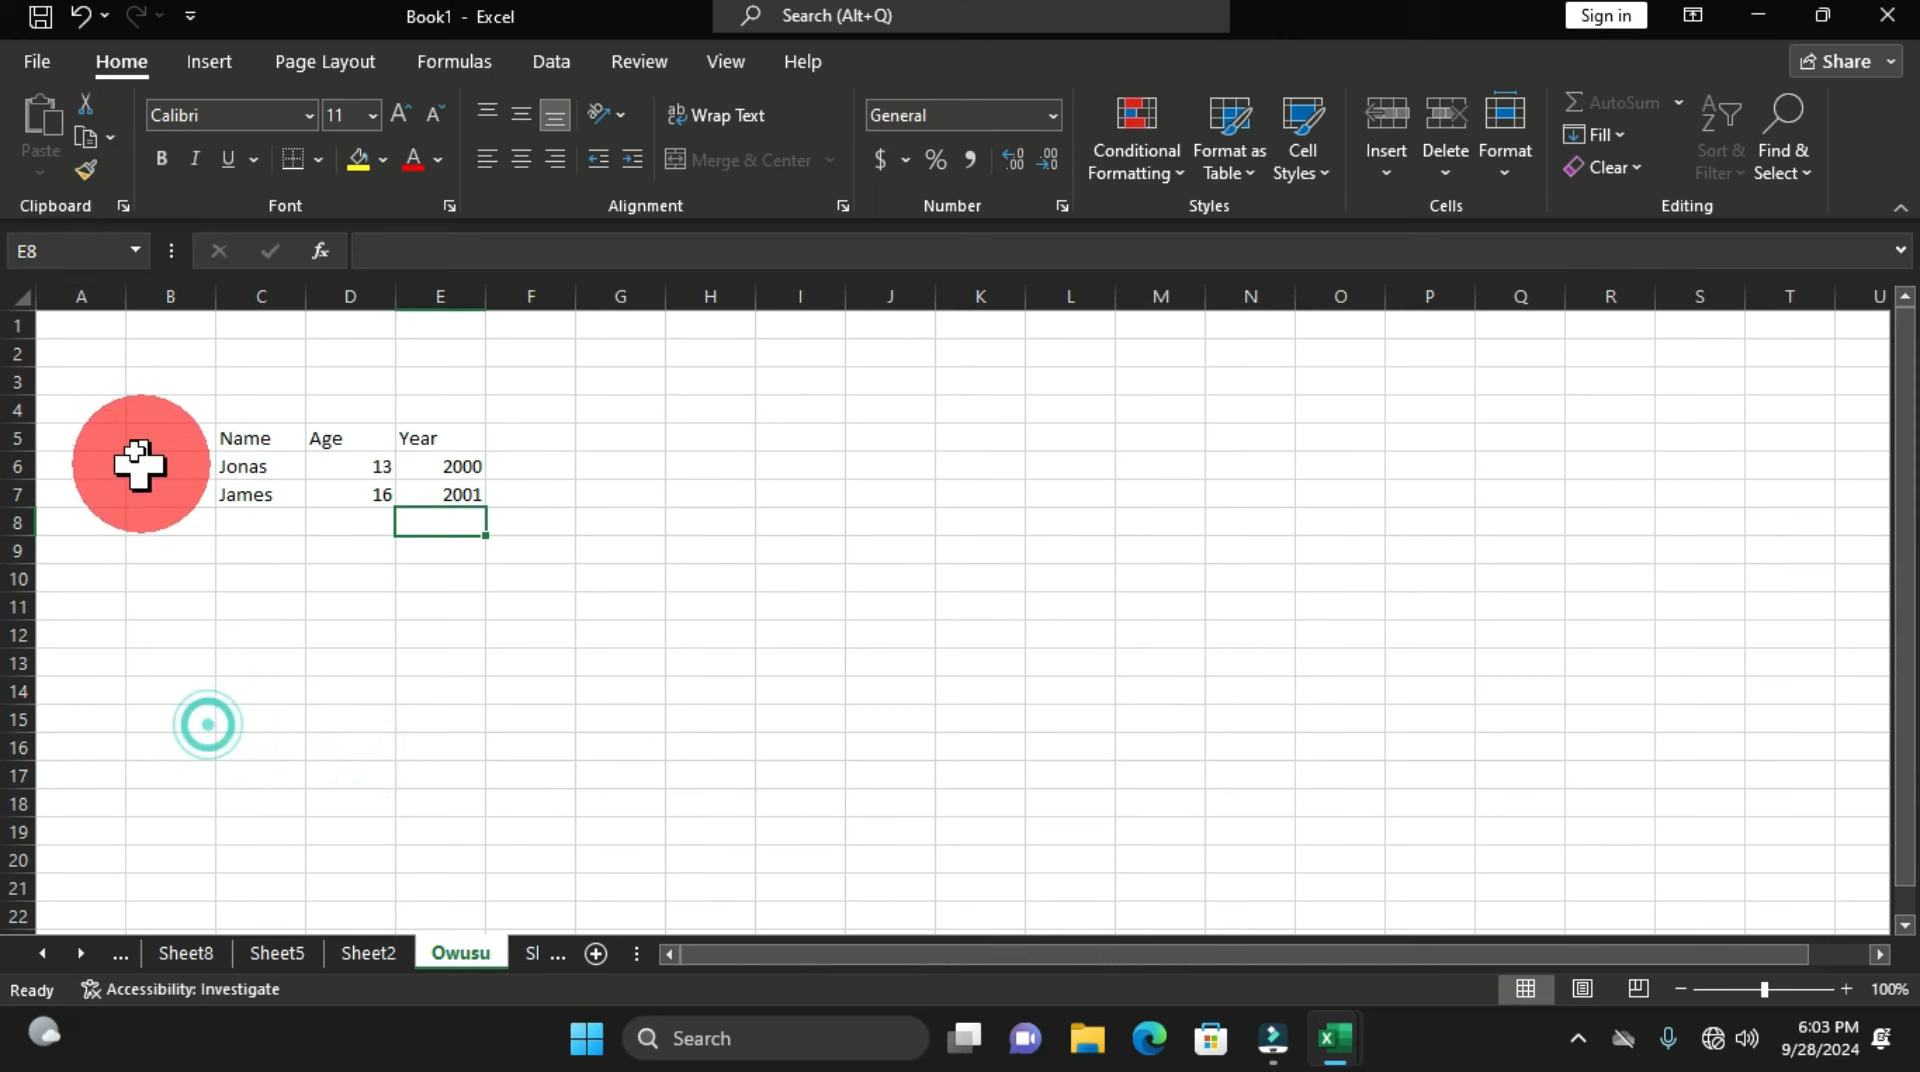 Book1 - Excel
Search (Alt+Q)
Sign in
File Home Insert Page Layout Formulas Data Review View Help
Share
Paste
Calibri 11
Wrap Text
General
Conditional Formatting
Format as Table
Cell Styles
Insert Delete Format
AutoSum
Fill
Clear
Sort & Filter
Find & Select
B I U
Merge & Center
$ % 9
Clipboard Font Alignment Number Styles Cells Editing
E8 fx
A B C D E F G H I J K L M N O P Q R S T U
1
2
3
4
5 Name Age Year
6 Jonas 13 2000
7 James 16 2001
8
9
10
11
12
13
14
15
16
17
18
19
20
21
22
... Sheet8 Sheet5 Sheet2 Owusu Sl ...
Ready Accessibility: Investigate 100%
Search
6:03 PM
9/28/2024